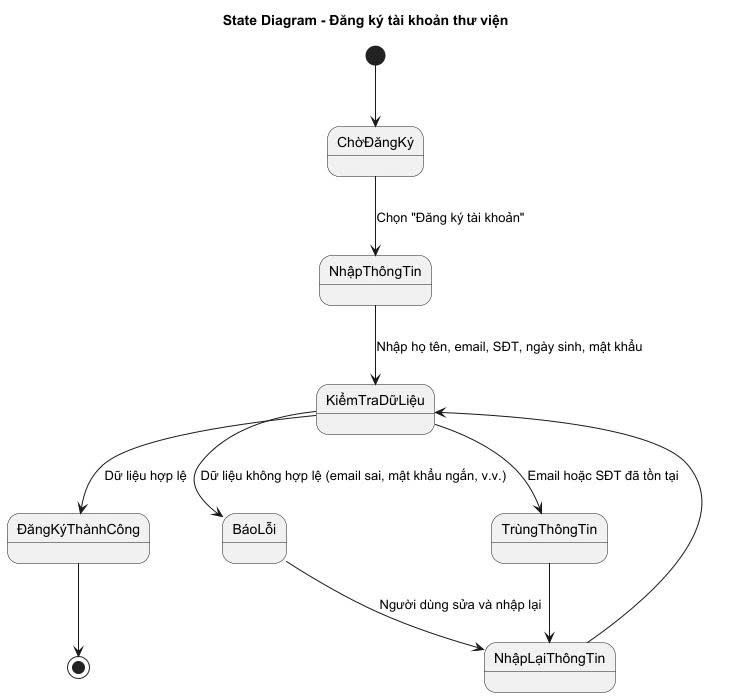 State Diagram - Đăng ký tài khoản thư viện
ChờĐăngKý
Chọn "Đăng ký tài khoản"
NhậpThôngTin
Nhập họ tên, email, SĐT, ngày sinh, mật khẩu
KiểmTraDữLiệu
Dữ liệu hợp lệ
Dữ liệu không hợp lệ (email sai, mật khẩu ngắn, v.v.)
Email hoặc SĐT đã tồn tại
ĐăngKýThànhCông
BáoLỗi
TrùngThôngTin
Người dùng sửa và nhập lại
NhậpLạiThôngTin